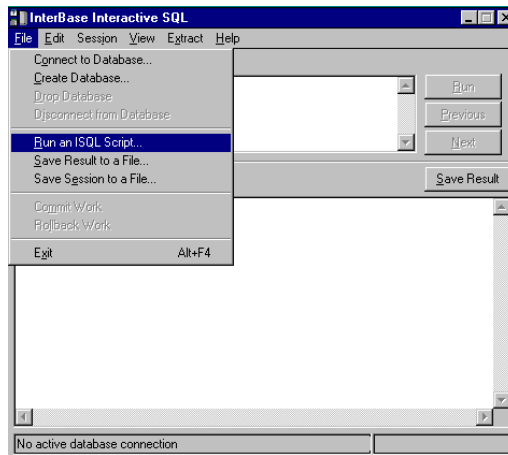 InterBase Interactive SQL
File Edit Session View Extract Help
Connect to Database...
Create Database...
Drop Database
Disconnect from Database
Run an ISQL Script...
Save Result to a File...
Save Session to a File...
Commit Work
Rollback Work
Exit Alt+F4
Run
Previous
Next
Save Result
No active database connection